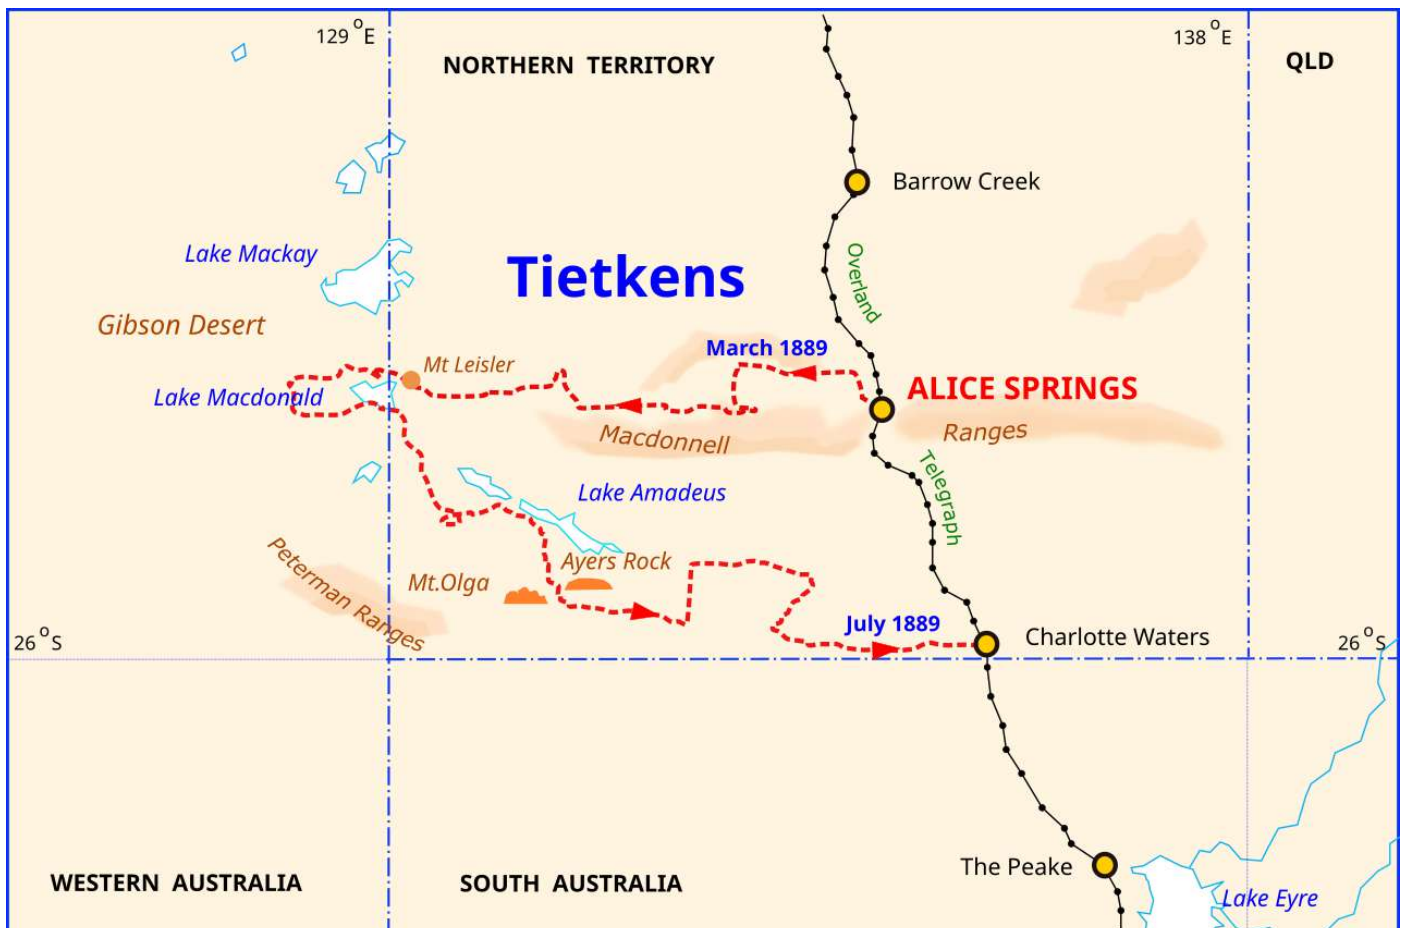 129 °E
138 °E
NORTHERN TERRITORY
QLD
Barrow Creek
Lake Mackay
Overland
Tietkens
Gibson Desert
March 1889
Mt Leisler
ALICE SPRINGS
Lake Macdonald
Macdonnell
Ranges
Telegraph
Lake Amadeus
Ayers Rock
Mt.Olga
Peterman Ranges
July 1889
Charlotte Waters
26 °S
26 °S
The Peake
WESTERN AUSTRALIA
SOUTH AUSTRALIA
Lake Eyre